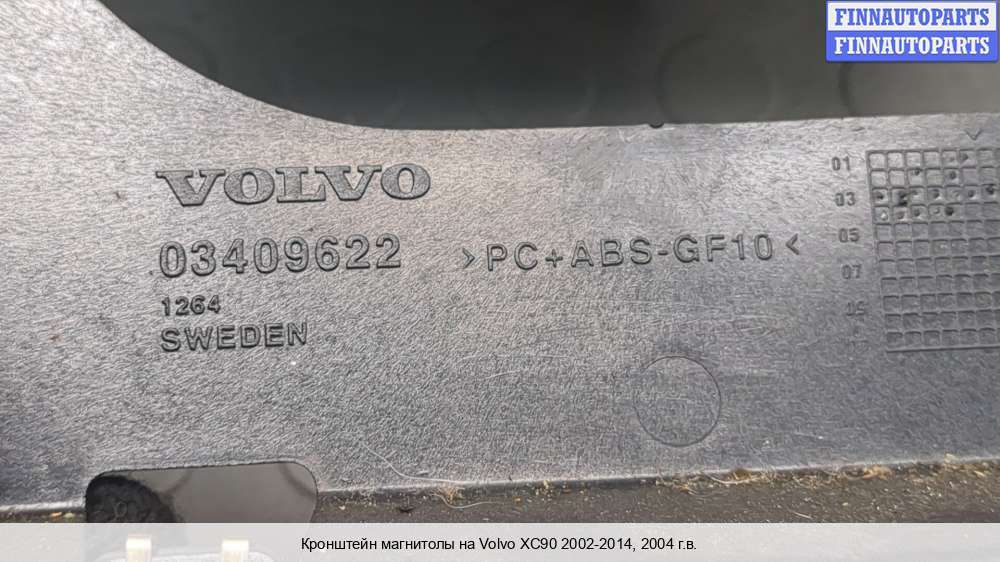 FINNAUTOPARTS
FINNAUTOPARTS
VOLVO
03409622
>PC+ABS-GF10<
1264
SWEDEN
01
03
05
07
Кронштейн магнитолы на Volvo XC90 2002-2014, 2004 г.в.